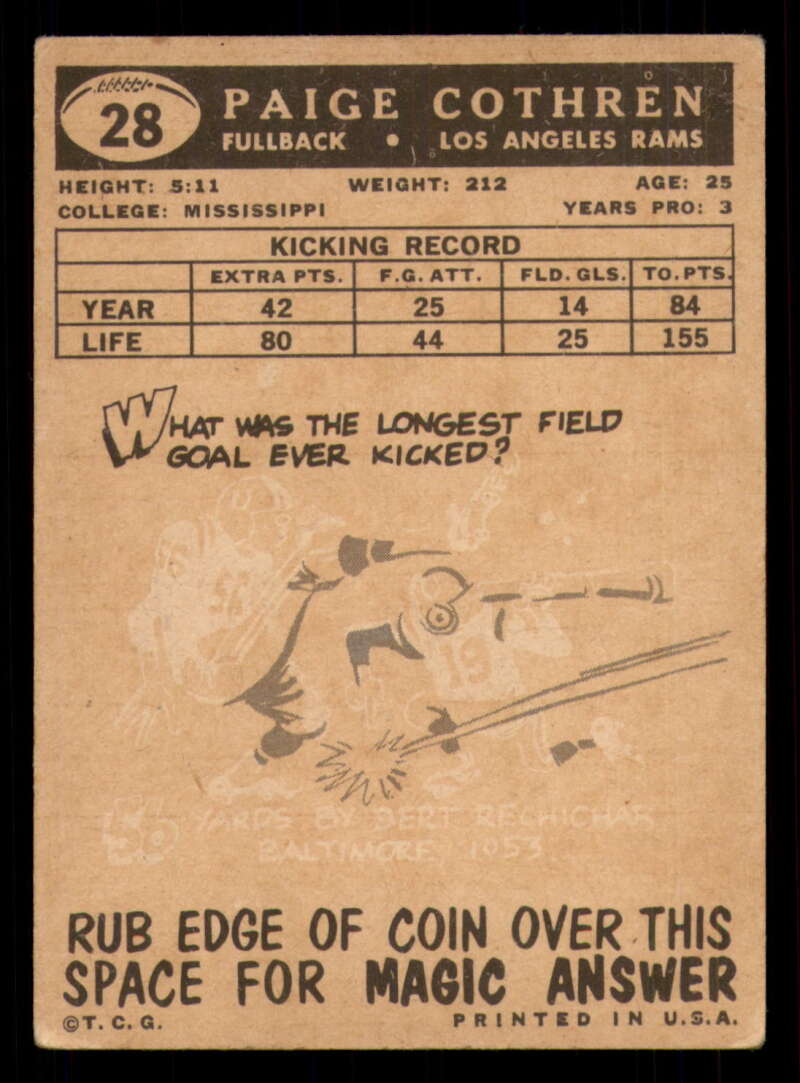 28
PAIGE COTHREN
FULLBACK • LOS ANGELES RAMS
HEIGHT: 5:11 WEIGHT: 212 AGE: 25
COLLEGE: MISSISSIPPI YEARS PRO: 3
KICKING RECORD
EXTRA PTS. F.G. ATT. FLD. GLS. TO. PTS.
YEAR 42 25 14 84
LIFE 80 44 25 155
WHAT WAS THE LONGEST FIELD
GOAL EVER KICKED?
56 YARDS BY BERT RECHICHAR
BALTIMORE, 1953
RUB EDGE OF COIN OVER THIS
SPACE FOR MAGIC ANSWER
©T. C. G. PRINTED IN U.S.A.